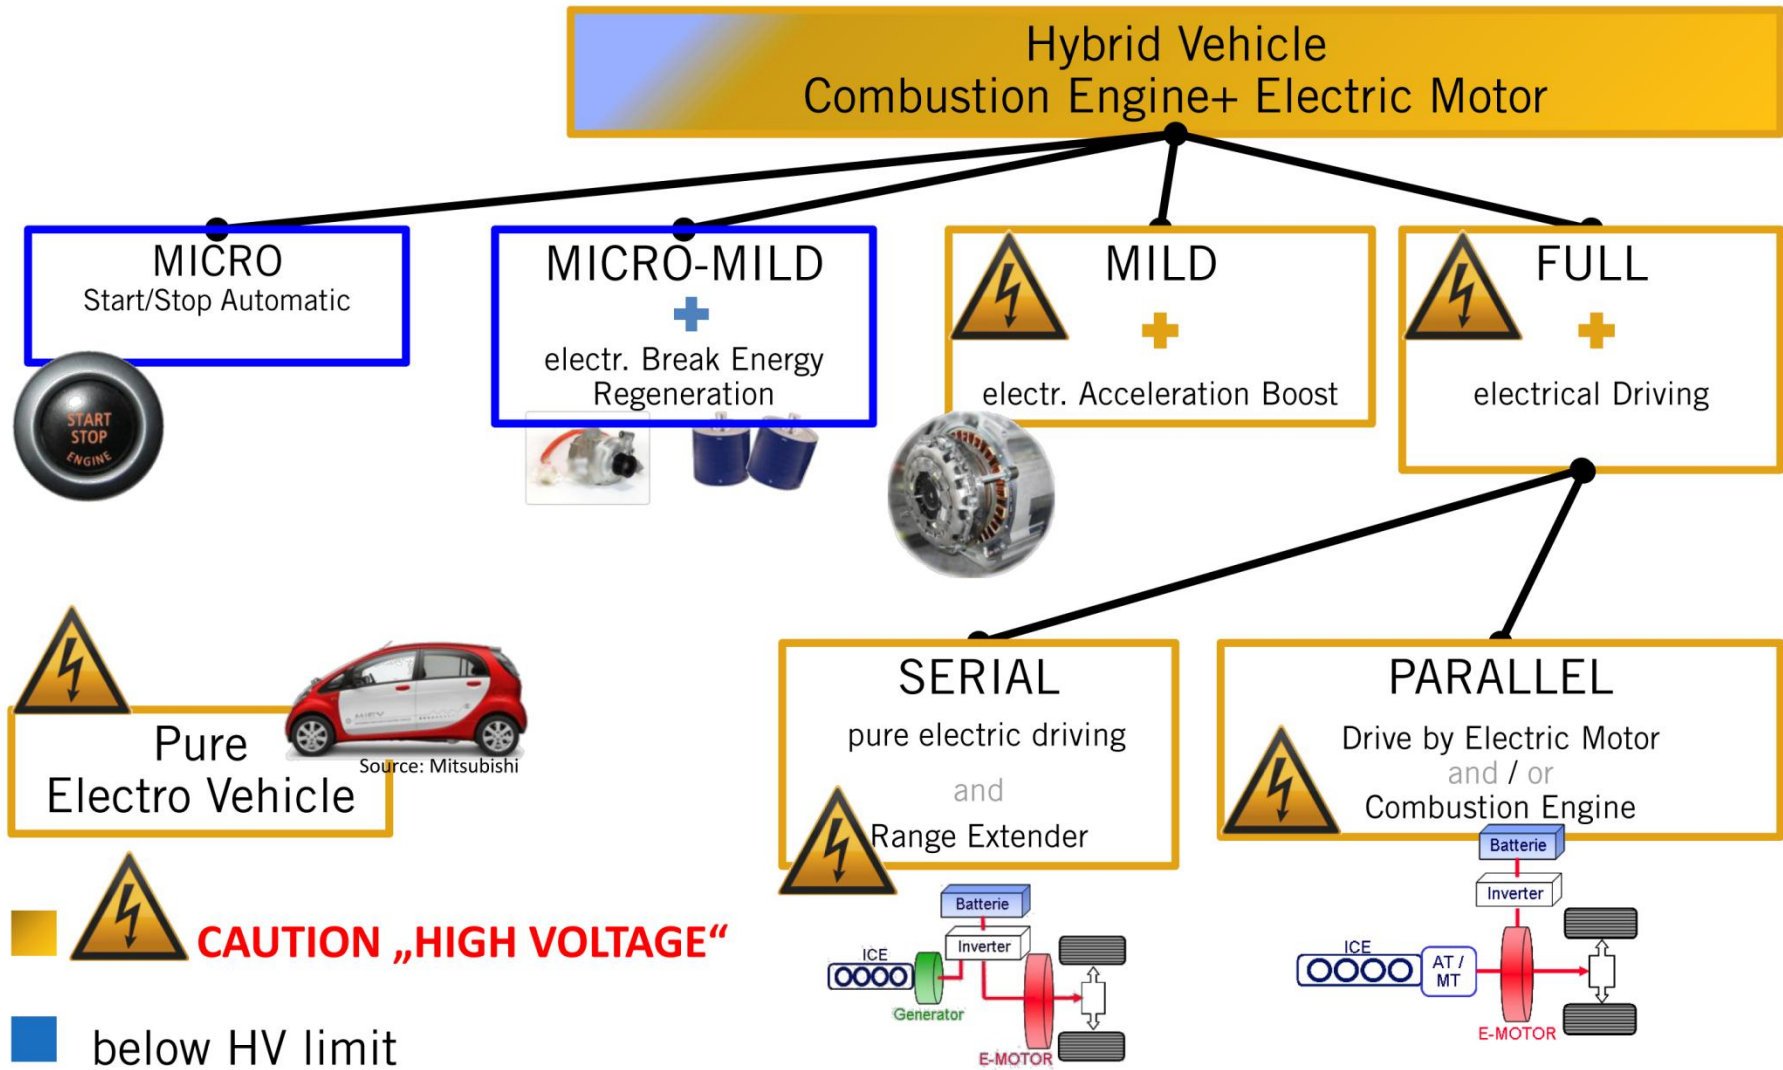 Hybrid Vehicle
Combustion Engine+ Electric Motor
MICRO
Start/Stop Automatic
MICRO-MILD
electr. Break Energy
Regeneration
MILD
electr. Acceleration Boost
FULL
electrical Driving
START
STOP
ENGINE
Pure
Electro Vehicle
Source: Mitsubishi
SERIAL
pure electric driving
and
Range Extender
PARALLEL
Drive by Electric Motor
and / or
Combustion Engine
CAUTION „HIGH VOLTAGE“
below HV limit
Batterie
Inverter
ICE
Generator
E-MOTOR
Batterie
Inverter
ICE
AT /
MT
E-MOTOR